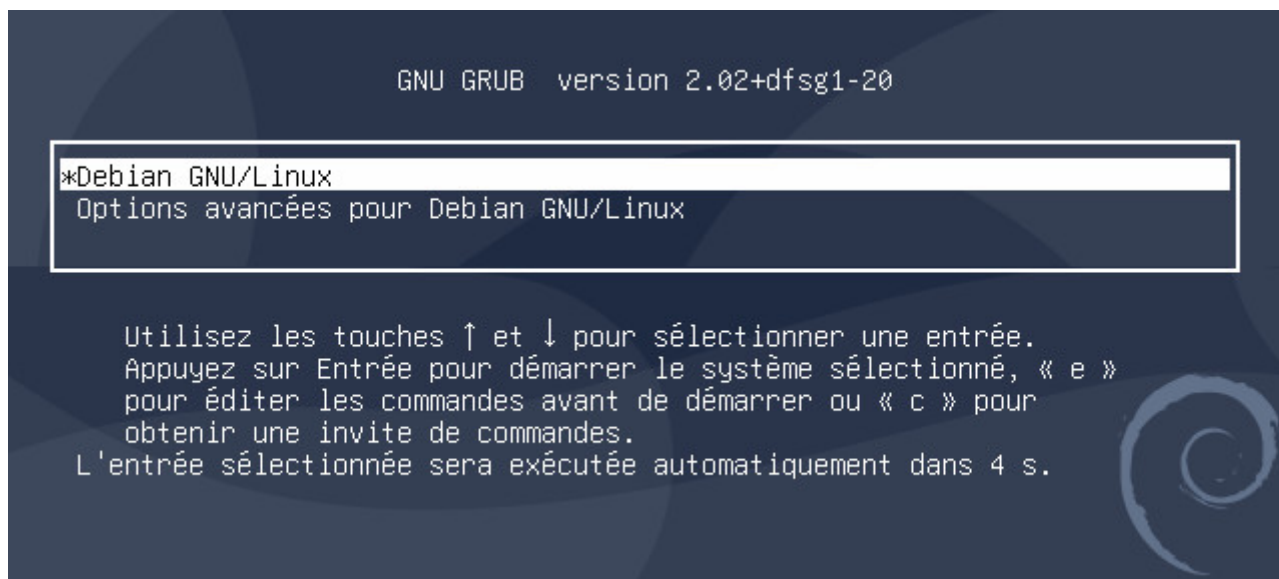 GNU GRUB version 2.02+dfsg1-20
*Debian GNU/Linux
Options avancées pour Debian GNU/Linux
Utilisez les touches ↑ et ↓ pour sélectionner une entrée.
Appuyez sur Entrée pour démarrer le système sélectionné, « e »
pour éditer les commandes avant de démarrer ou « c » pour
obtenir une invite de commandes.
L'entrée sélectionnée sera exécutée automatiquement dans 4 s.